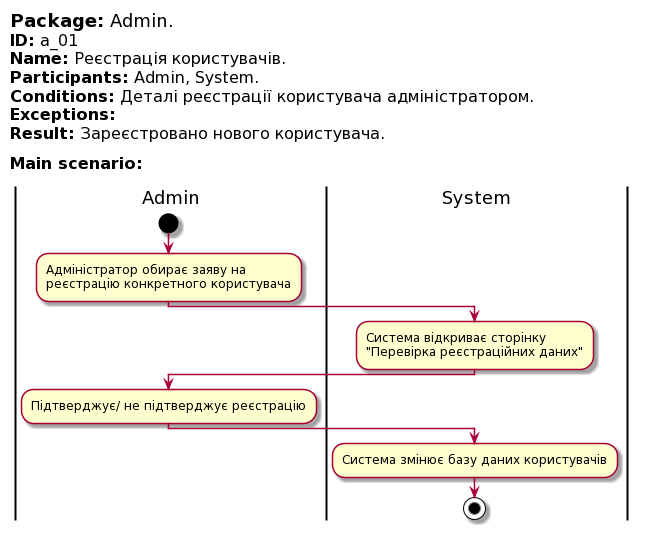 Package: Admin.
ID: a_01
Name: Реєстрація користувачів.
Participants: Admin, System.
Conditions: Деталі реєстрації користувача адміністратором.
Exceptions:
Result: Зареєстровано нового користувача.
Main scenario:
Admin
System
Адміністратор обирає заяву на
реєстрацію конкретного користувача
Система відкриває сторінку
"Перевірка реєстраційних даних"
Підтверджує/ не підтверджує реєстрацію
Система змінює базу даних користувачів